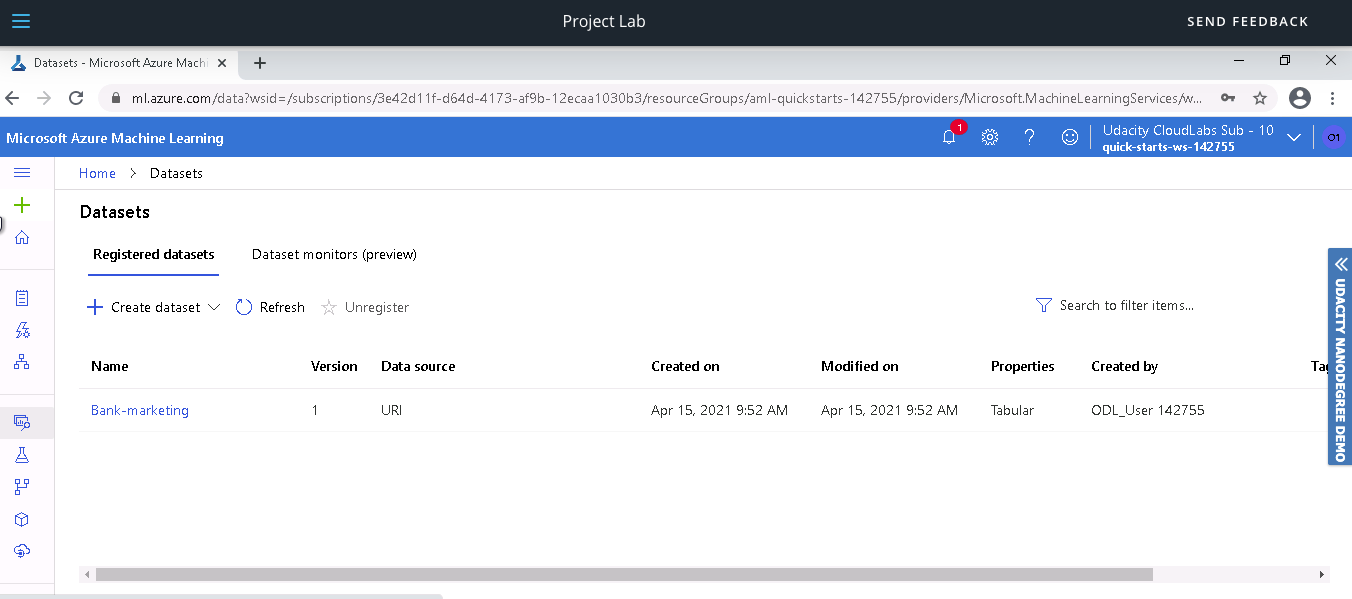 Project Lab
SEND FEEDBACK
Datasets - Microsoft Azure Machi
ml.azure.com/data?wsid=/subscriptions/3e42d11f-d64d-4173-af9b-12ecaa1030b3/resourceGroups/aml-quickstarts-142755/providers/Microsoft.MachineLearningServices/w...
Microsoft Azure Machine Learning
1
Udacity CloudLabs Sub - 10
quick-starts-ws-142755
O1
Home > Datasets
Datasets
Registered datasets Dataset monitors (preview)
Create dataset Refresh Unregister Search to filter items...
Name Version Data source Created on Modified on Properties Created by Tag
Bank-marketing 1 URI Apr 15, 2021 9:52 AM Apr 15, 2021 9:52 AM Tabular ODL_User 142755
UDACITY NANODEGREE DEMO